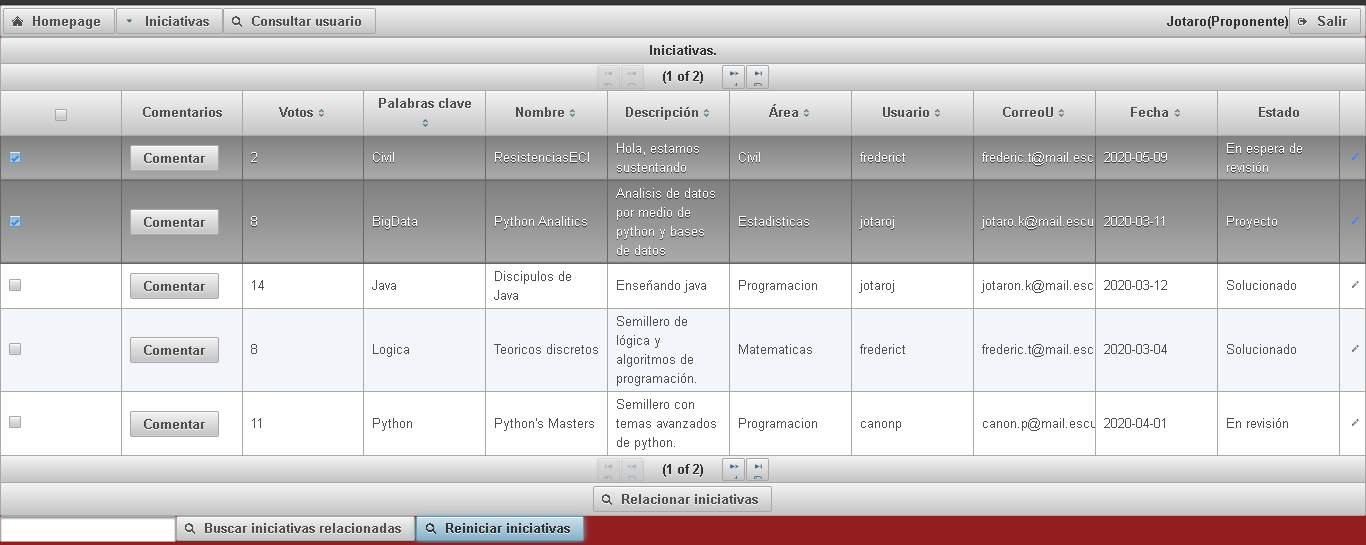 Homepage Iniciativas Consultar usuario Jotaro(Proponente) Salir
Iniciativas.
(1 of 2)
Comentarios Votos Palabras clave Nombre Descripción Área Usuario CorreoU Fecha Estado
Comentar 2 Civil ResistenciasECI Hola, estamos sustentando Civil frederict frederic.t@mail.esc 2020-05-09 En espera de revisión
Comentar 8 BigData Python Analitics Analisis de datos por medio de python y bases de datos Estadisticas jotaroj jotaro.k@mail.escu 2020-03-11 Proyecto
Comentar 14 Java Discipulos de Java Enseñando java Programacion jotaroj jotaron.k@mail.esc 2020-03-12 Solucionado
Comentar 8 Logica Teoricos discretos Semillero de lógica y algoritmos de programación. Matematicas frederict frederic.t@mail.esc 2020-03-04 Solucionado
Comentar 11 Python Python's Masters Semillero con temas avanzados de python. Programacion canonp canon.p@mail.escu 2020-04-01 En revisión
(1 of 2)
Relacionar iniciativas
Buscar iniciativas relacionadas Reiniciar iniciativas